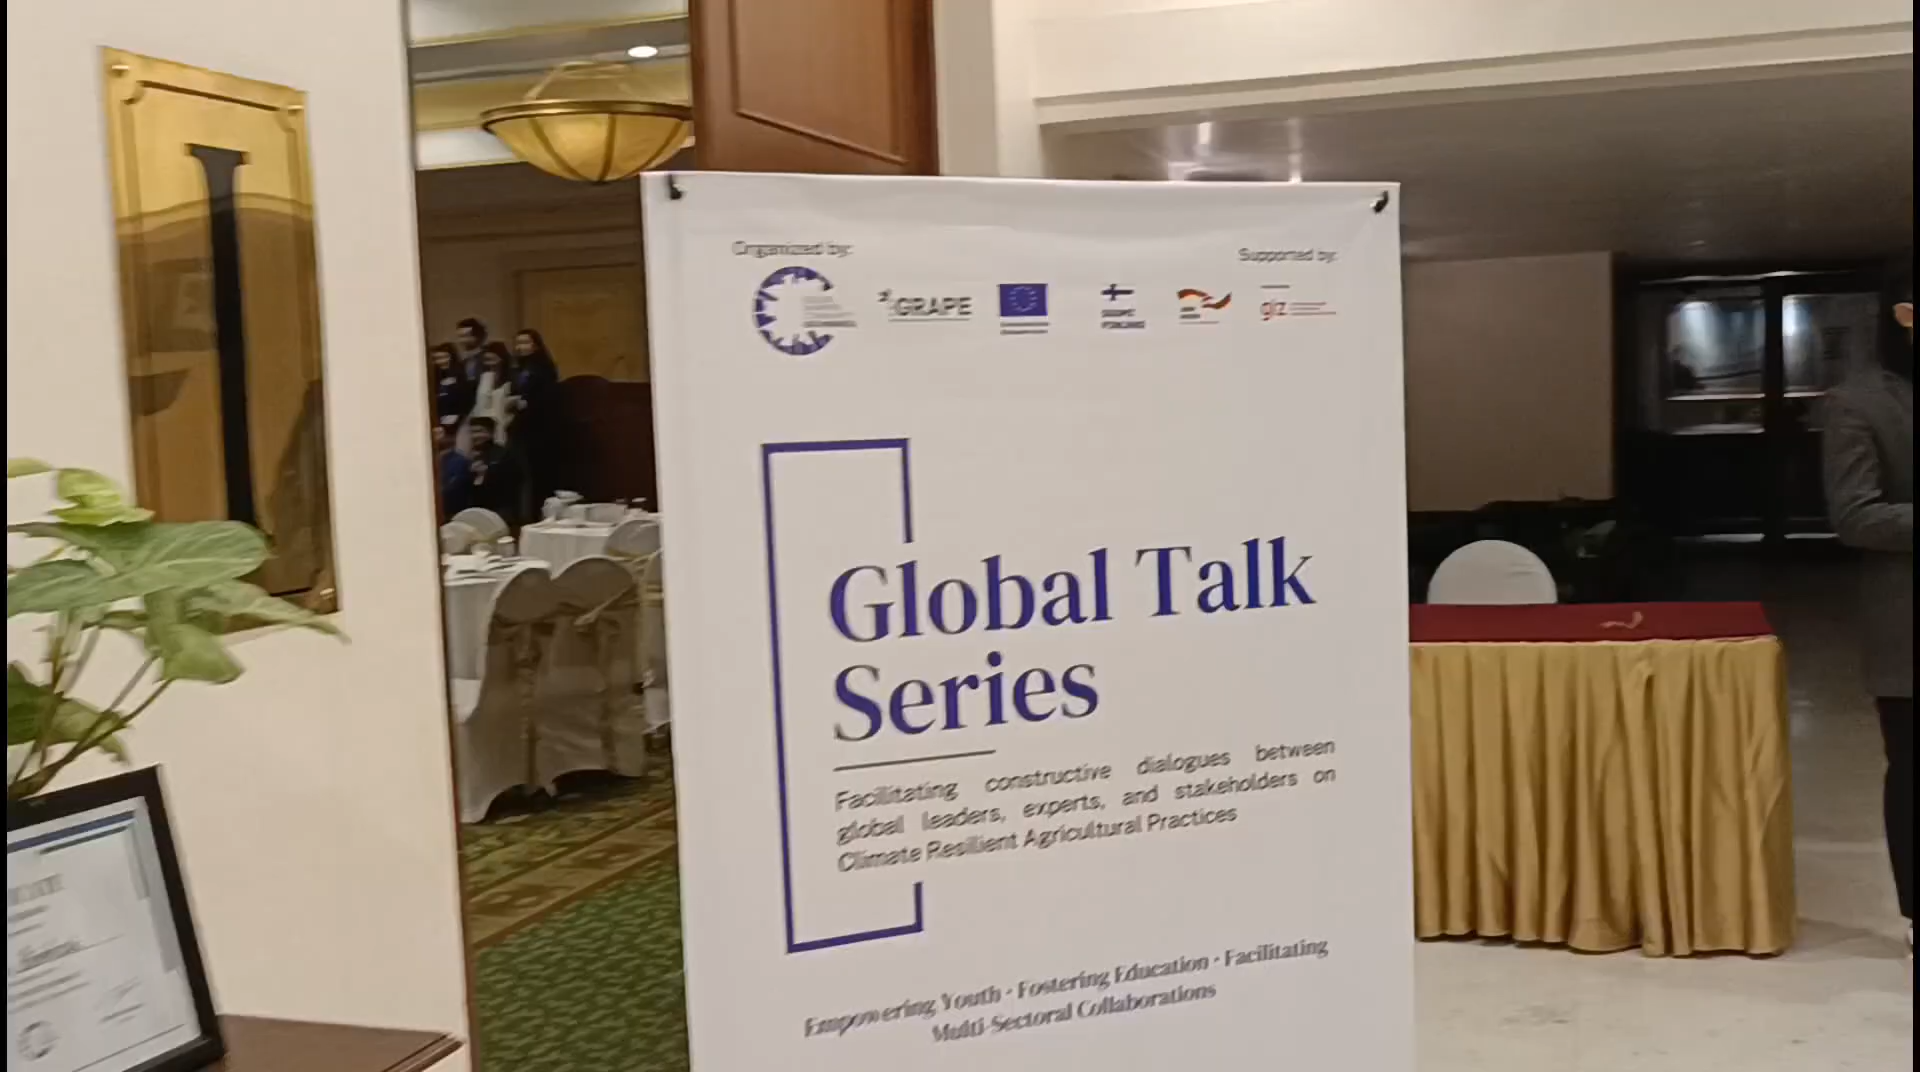 I
Organized by:
Supported by:
GRAPE
giz
Global Talk
Series
Facilitating constructive dialogues between
global leaders, experts, and stakeholders on
Climate Resilient Agricultural Practices
Empowering Youth · Fostering Education · Facilitating
Multi-Sectoral Collaborations